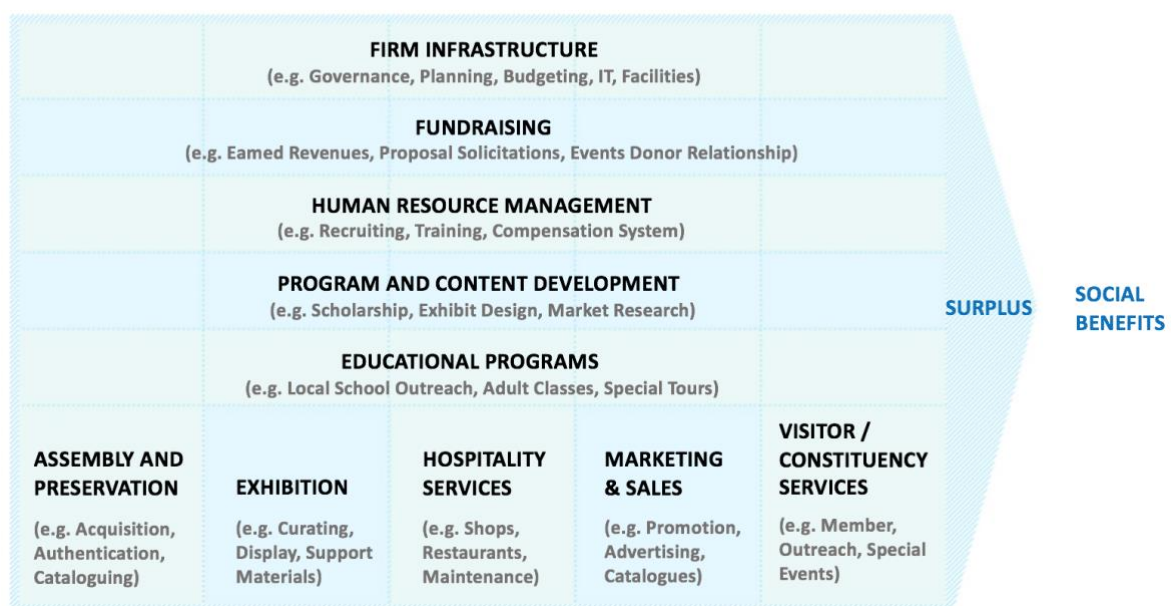 FIRM INFRASTRUCTURE
(e.g. Governance, Planning, Budgeting, IT, Facilities)
FUNDRAISING
(e.g. Eamed Revenues, Proposal Solicitations, Events Donor Relationship)
HUMAN RESOURCE MANAGEMENT
(e.g. Recruiting, Training, Compensation System)
PROGRAM AND CONTENT DEVELOPMENT
(e.g. Scholarship, Exhibit Design, Market Research)
EDUCATIONAL PROGRAMS
(e.g. Local School Outreach, Adult Classes, Special Tours)
ASSEMBLY AND
PRESERVATION
(e.g. Acquisition,
Authentication,
Cataloguing)
EXHIBITION
(e.g. Curating,
Display, Support
Materials)
HOSPITALITY
SERVICES
(e.g. Shops,
Restaurants,
Maintenance)
MARKETING
& SALES
(e.g. Promotion,
Advertising,
Catalogues)
VISITOR /
CONSTITUENCY
SERVICES
(e.g. Member,
Outreach, Special
Events)
SURPLUS
SOCIAL
BENEFITS